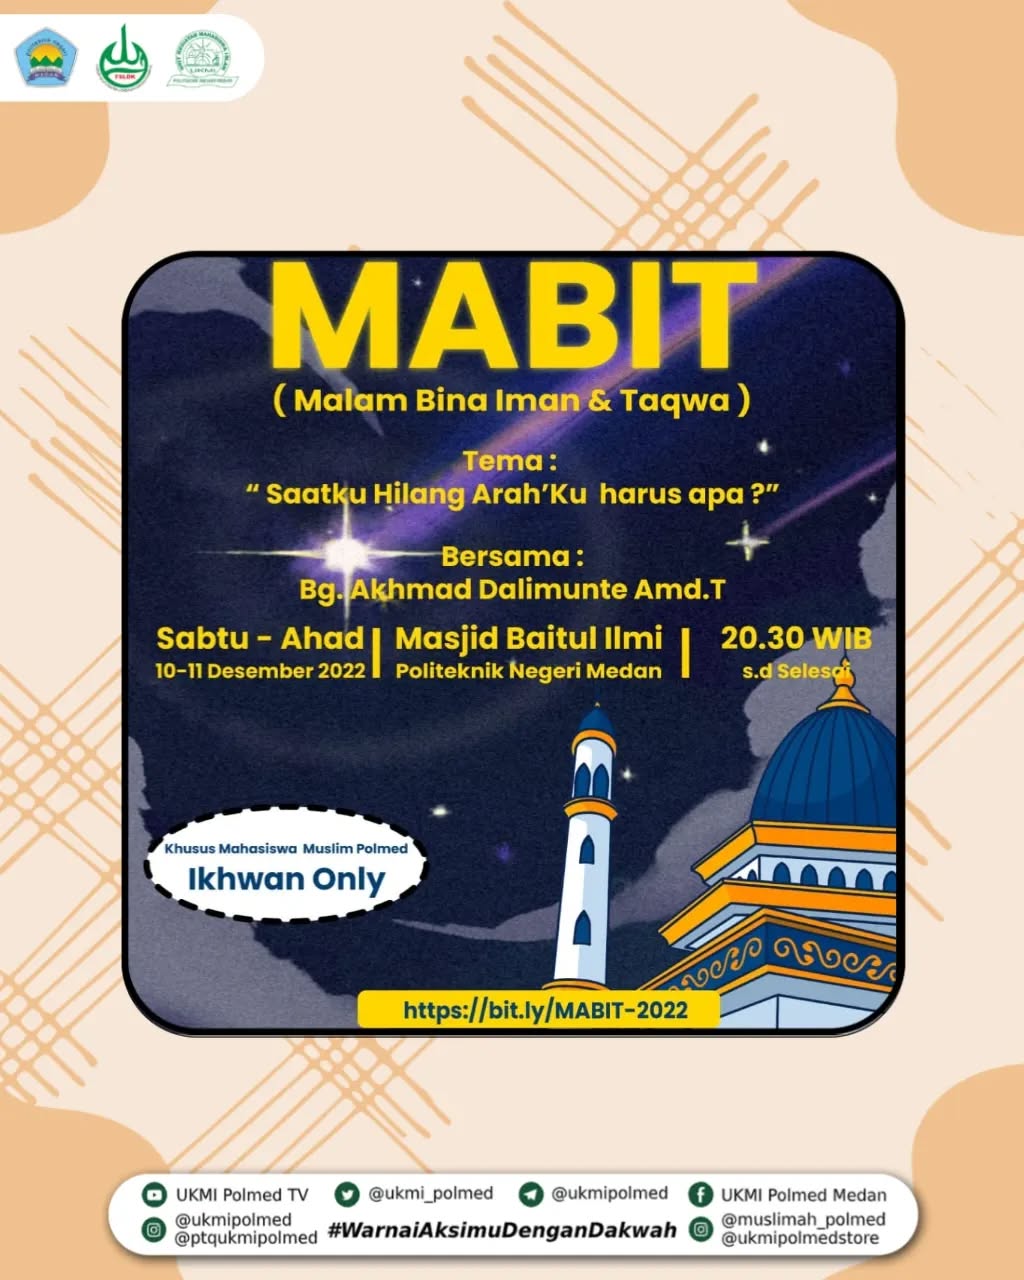 FSLDK
UKMI
MABIT
( Malam Bina Iman & Taqwa )
Tema :
“ Saatku Hilang Arah’Ku harus apa ?”
Bersama :
Bg. Akhmad Dalimunte Amd.T
Sabtu - Ahad | Masjid Baitul Ilmi | 20.30 WIB
10-11 Desember 2022 | Politeknik Negeri Medan | s.d Selesai
Khusus Mahasiswa Muslim Polmed
Ikhwan Only
https://bit.ly/MABIT-2022
UKMI Polmed TV @ukmi_polmed @ukmipolmed UKMI Polmed Medan
@ukmipolmed
@ptqukmipolmed
#WarnaiAksimuDenganDakwah
@muslimah_polmed
@ukmipolmedstore